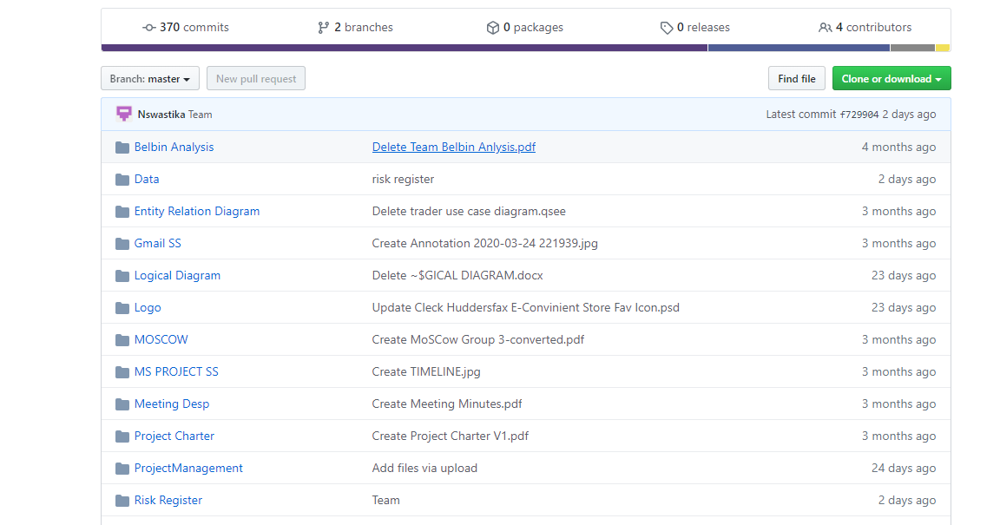 370 commits 2 branches 0 packages 0 releases 4 contributors
Branch: master New pull request Find file Clone or download
Nswastika Team Latest commit f729904 2 days ago
Belbin Analysis Delete Team Belbin Anlysis.pdf 4 months ago
Data risk register 2 days ago
Entity Relation Diagram Delete trader use case diagram.qsee 3 months ago
Gmail SS Create Annotation 2020-03-24 221939.jpg 3 months ago
Logical Diagram Delete ~$GICAL DIAGRAM.docx 23 days ago
Logo Update Cleck Huddersfax E-Convinient Store Fav Icon.psd 23 days ago
MOSCOW Create MoSCow Group 3-converted.pdf 3 months ago
MS PROJECT SS Create TIMELINE.jpg 3 months ago
Meeting Desp Create Meeting Minutes.pdf 3 months ago
Project Charter Create Project Charter V1.pdf 3 months ago
ProjectManagement Add files via upload 24 days ago
Risk Register Team 2 days ago